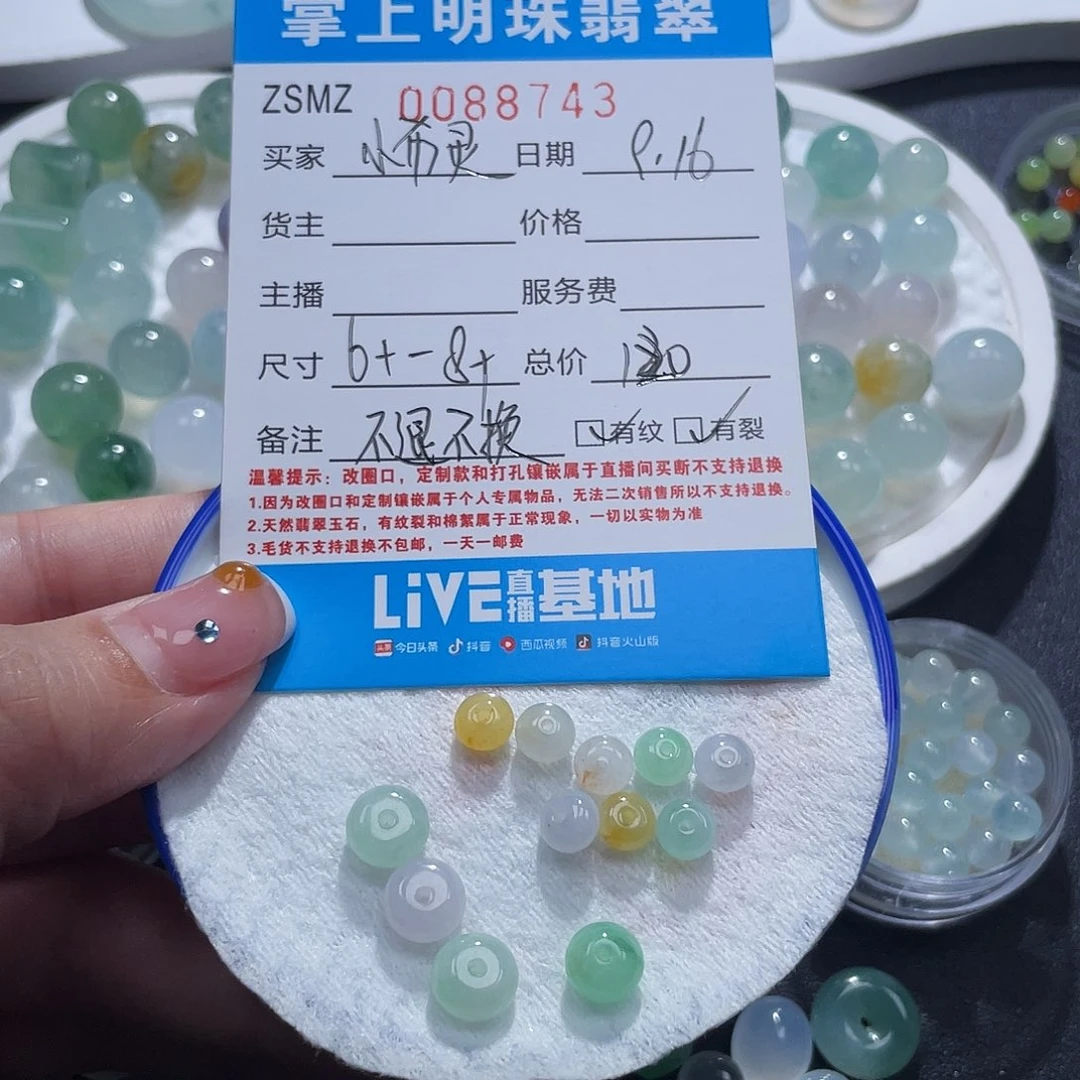 掌上明珠翡翠
ZSMZ 0088743
买家 小布灵 日期 9.16
货主 价格
主播 服务费
尺寸 6+-8+ 总价
备注 不退不换 有纹 有裂
温馨提示：改圈口，定制款和打孔镶嵌属于直播间买断不支持退换
1.因为改圈口和定制镶嵌属于个人专属物品，无法二次销售所以不支持退换。
2.天然翡翠玉石，有纹裂和棉絮属于正常现象，一切以实物为准
3.毛货不支持退换不包邮，一天一邮费
LiVE直播基地
头条 今日头条 抖音 西瓜视频 抖音火山版